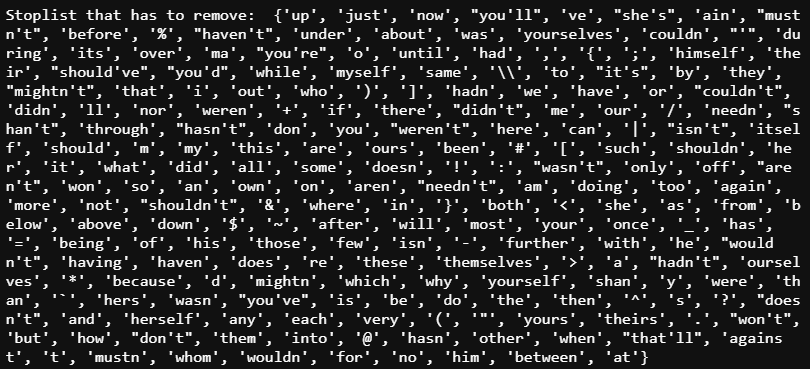 Stoplist that has to remove:  {'up', 'just', 'now', "you'll", 've', "she's", 'ain', "must
n't", 'before', '%', "haven't", 'under', 'about', 'was', 'yourselves', 'couldn', "'", 'du
ring', 'its', 'over', 'ma', "you're", 'o', 'until', 'had', ',', '{', ';', 'himself', 'the
ir', "should've", "you'd", 'while', 'myself', 'same', '\\', 'to', "it's", 'by', 'they',
"mightn't", 'that', 'i', 'out', 'who', ')', ']', 'hadn', 'we', 'have', 'or', "couldn't",
'didn', 'll', 'nor', 'weren', '+', 'if', 'there', "didn't", 'me', 'our', '/', 'needn', "s
han't", 'through', "hasn't", 'don', 'you', "weren't", 'here', 'can', '|', "isn't", 'itsel
f', 'should', 'm', 'my', 'this', 'are', 'ours', 'been', '#', '[', 'such', 'shouldn', 'he
r', 'it', 'what', 'did', 'all', 'some', 'doesn', '!', ':', "wasn't", 'only', 'off', "are
n't", 'won', 'so', 'an', 'own', 'on', 'aren', "needn't", 'am', 'doing', 'too', 'again',
'more', 'not', "shouldn't", '&', 'where', 'in', '}', 'both', '<', 'she', 'as', 'from', 'b
elow', 'above', 'down', '$', '~', 'after', 'will', 'most', 'your', 'once', '_', 'has',
'=', 'being', 'of', 'his', 'those', 'few', 'isn', '-', 'further', 'with', 'he', "would
n't", 'having', 'haven', 'does', 're', 'these', 'themselves', '>', 'a', "hadn't", 'oursel
ves', '*', 'because', 'd', 'mightn', 'which', 'why', 'yourself', 'shan', 'y', 'were', 'th
an', '`', 'hers', 'wasn', "you've", 'is', 'be', 'do', 'the', 'then', '^', 's', '?', "does
n't", 'and', 'herself', 'any', 'each', 'very', '(', '"', 'yours', 'theirs', '.', "won't",
'but', 'how', "don't", 'them', 'into', '@', 'hasn', 'other', 'when', "that'll", 'agains
t', 't', 'mustn', 'whom', 'wouldn', 'for', 'no', 'him', 'between', 'at'}